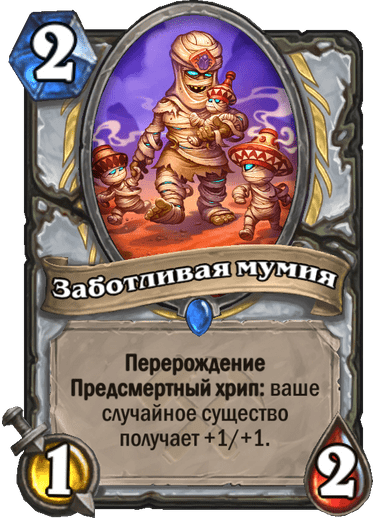 2
Заботливая мумия
Перерождение
Предсмертный хрип: ваше
случайное существо
получает +1/+1.
1
2